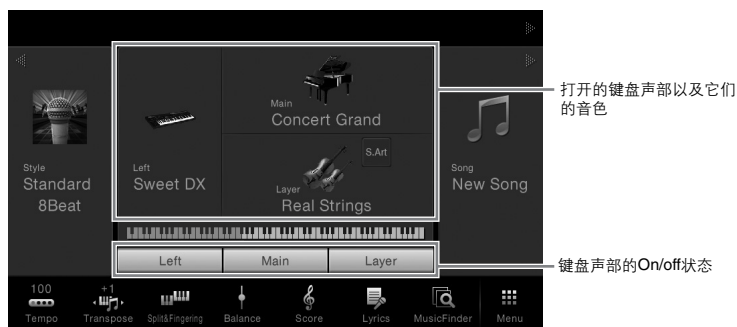 Main
Concert Grand
打开的键盘声部以及它们
的音色
S.Art
Style
Standard
8Beat
Left
Sweet DX
Layer
Real Strings
Song
New Song
Left
Main
Layer
键盘声部的On/off状态
100
+1
Tempo
Transpose
Split&Fingering
Balance
Score
Lyrics
MusicFinder
Menu